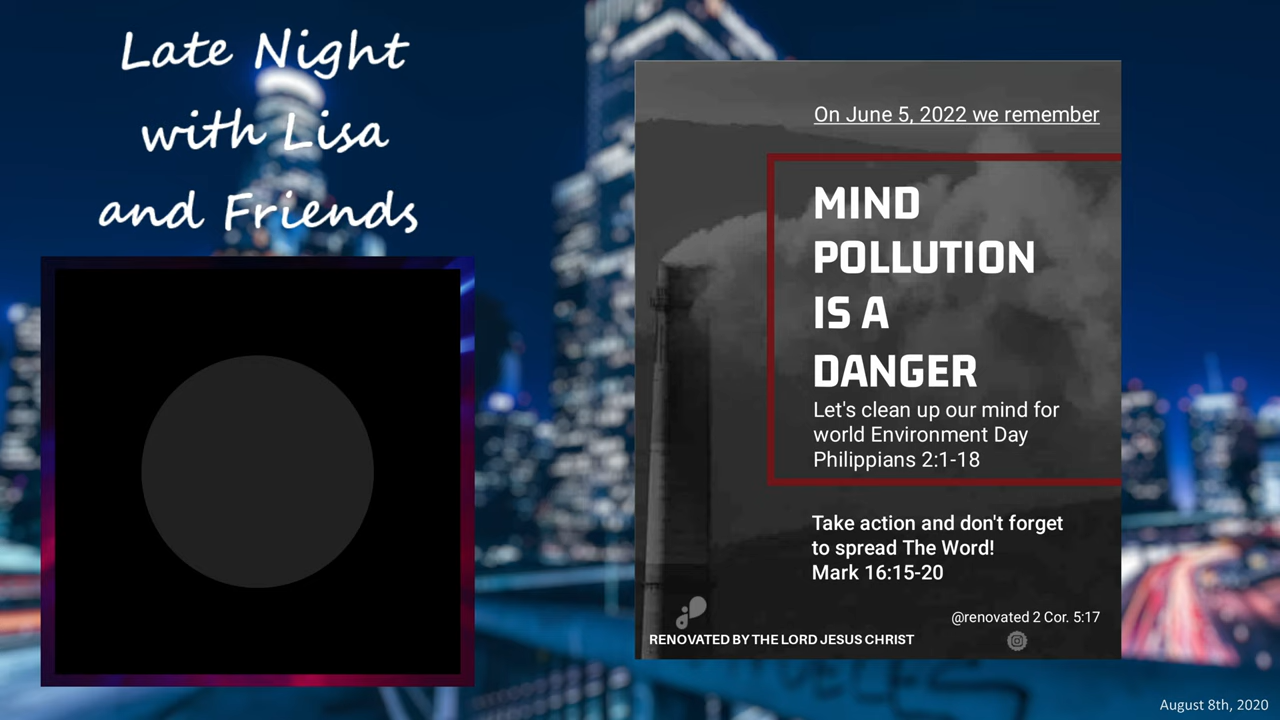 Late Night
with Lisa
and Friends
On June 5, 2022 we remember
MIND
POLLUTION
IS A
DANGER
Let's clean up our mind for
world Environment Day
Philippians 2:1-18
Take action and don't forget
to spread The Word!
Mark 16:15-20
@renovated 2 Cor. 5:17
RENOVATED BY THE LORD JESUS CHRIST
August 8th, 2020